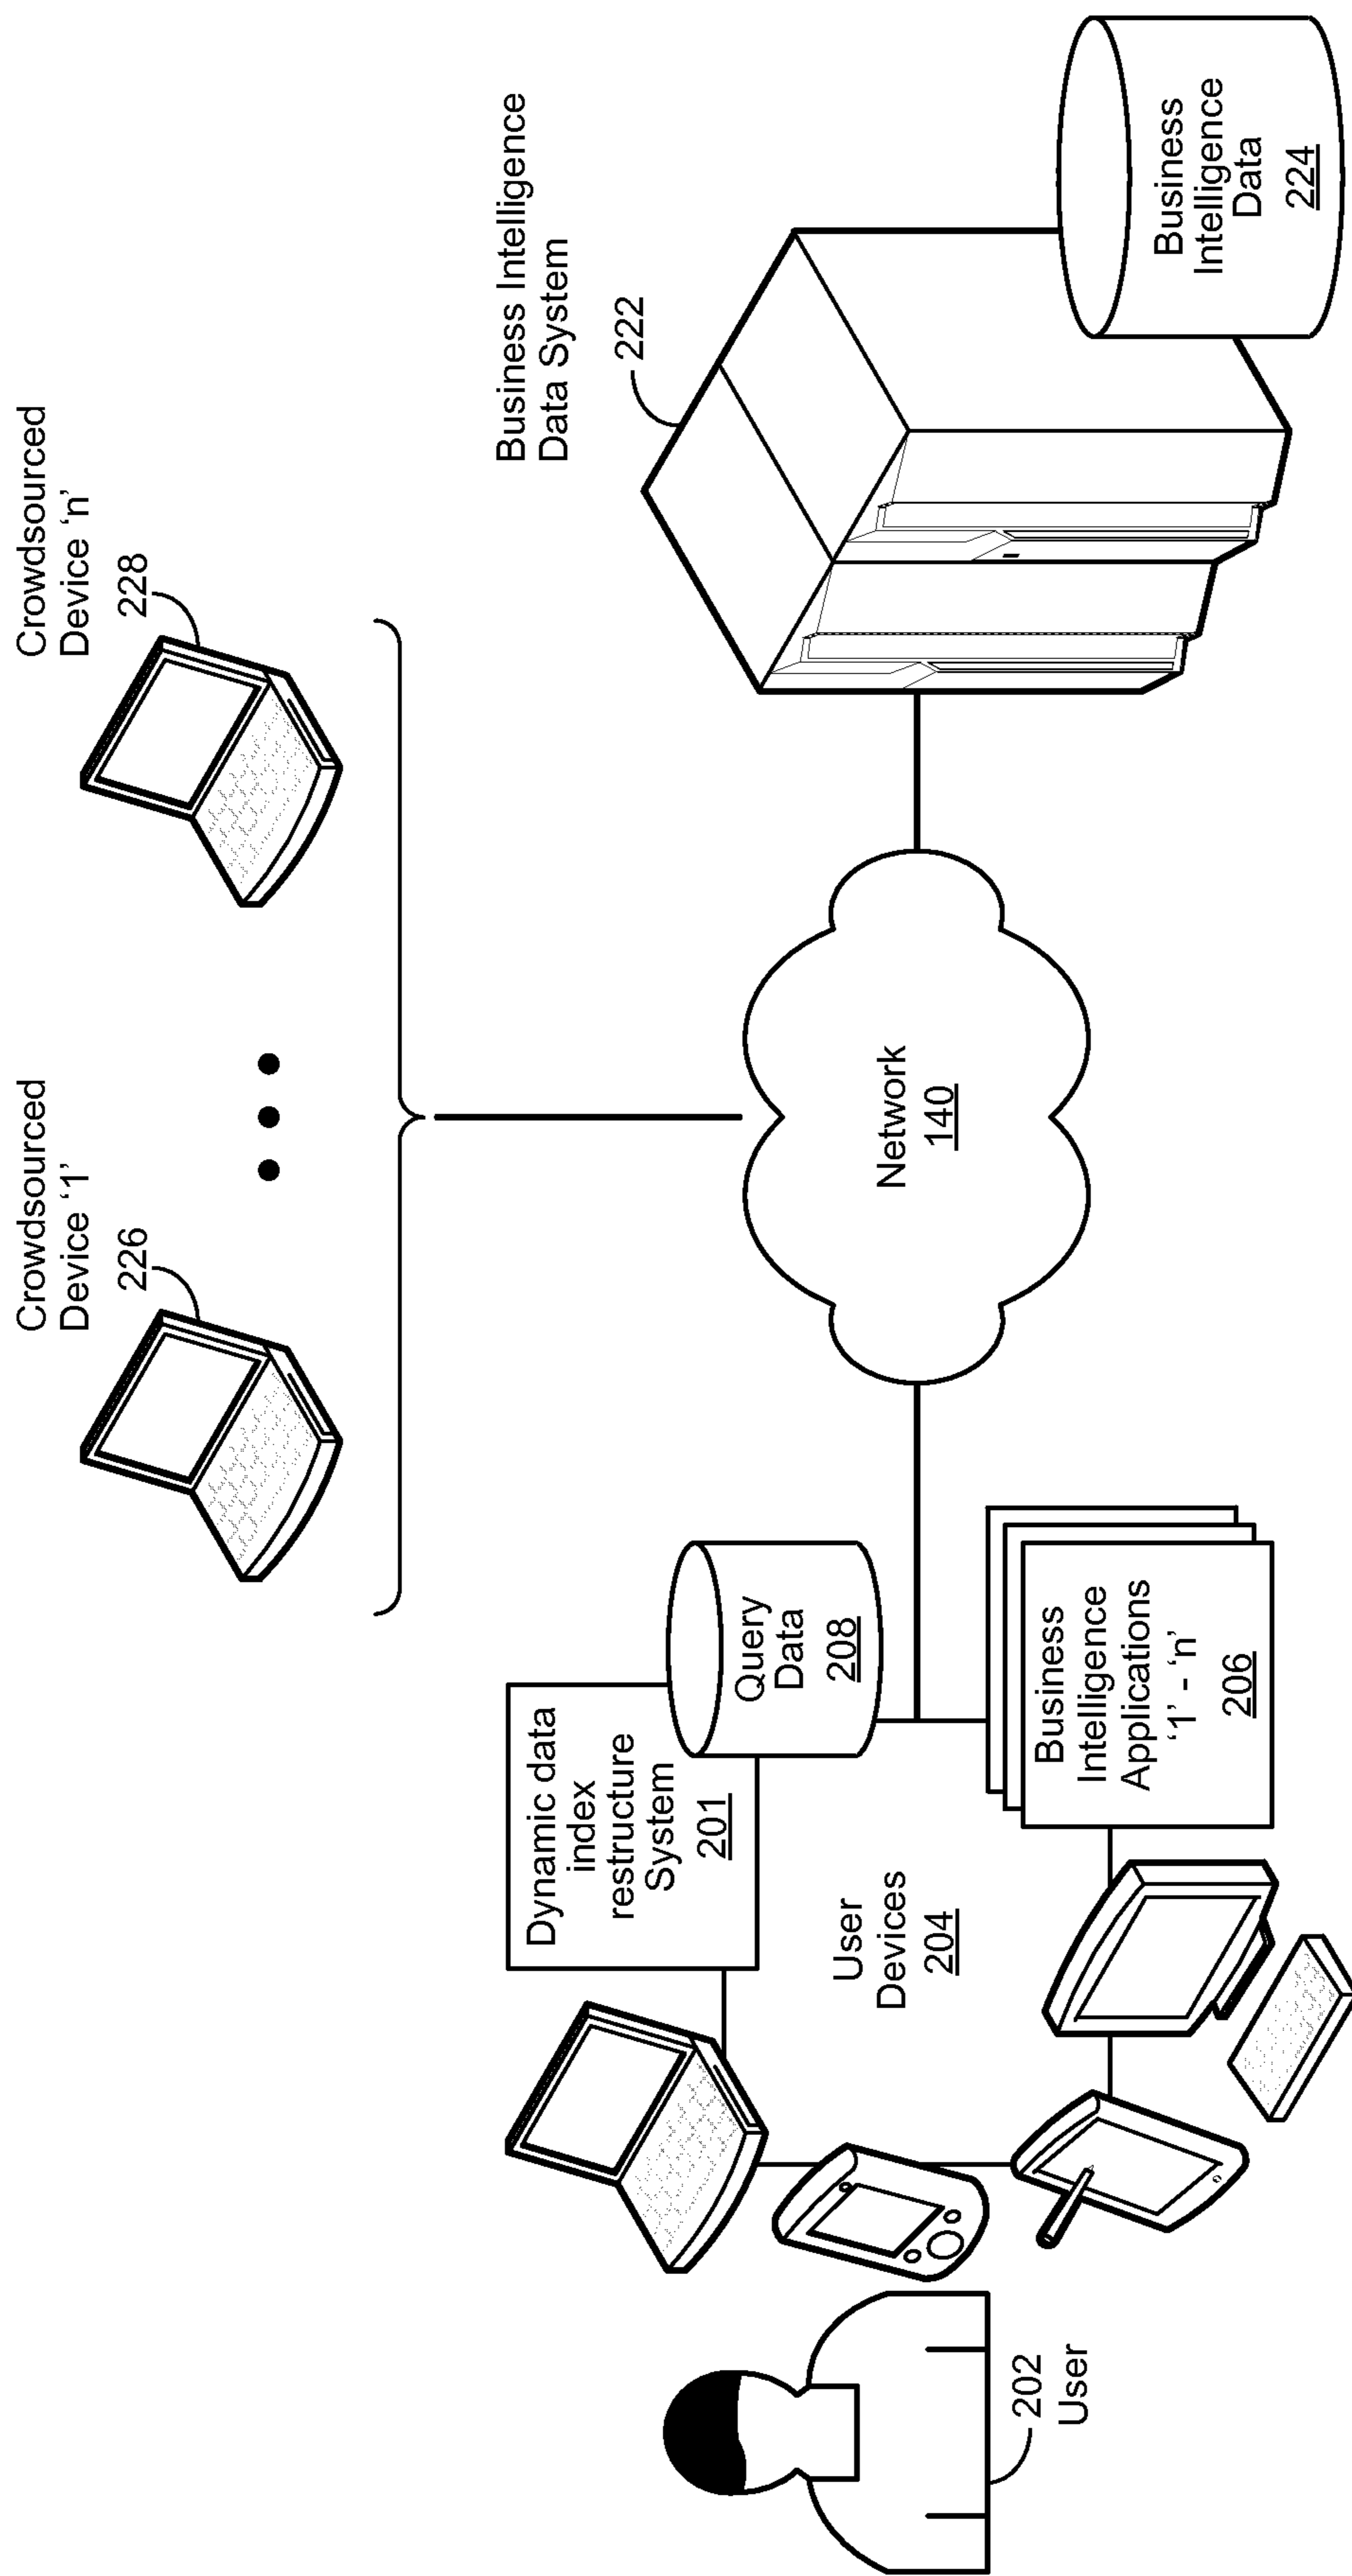 Crowdsourced
Device ‘1’
226
Crowdsourced
Device ‘n’
228
Business Intelligence
Data System
222
Dynamic data
index
restructure
System
201
Query
Data
208
User
Devices
204
Network
140
Business
Intelligence
Data
224
Business
Intelligence
Applications
‘1’ - ‘n’
206
202
User